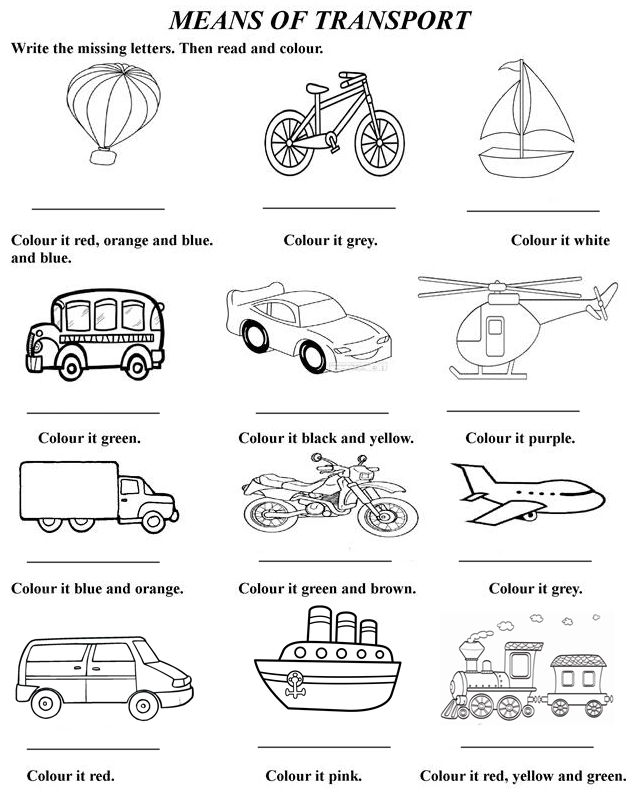 MEANS OF TRANSPORT
Write the missing letters. Then read and colour.
Colour it red, orange and blue.
and blue.
Colour it grey.
Colour it white
Colour it green.
Colour it black and yellow.
Colour it purple.
Colour it blue and orange.
Colour it green and brown.
Colour it grey.
Colour it red.
Colour it pink.
Colour it red, yellow and green.